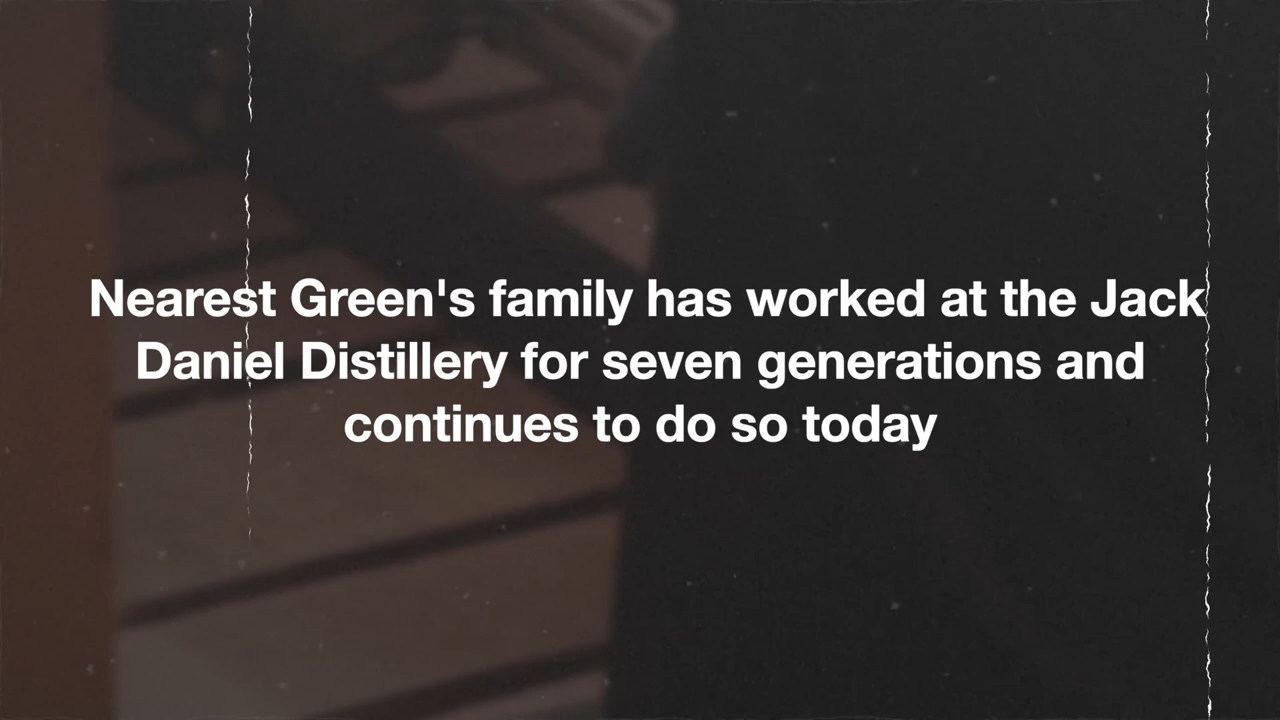 Nearest Green's family has worked at the Jack
Daniel Distillery for seven generations and
continues to do so today